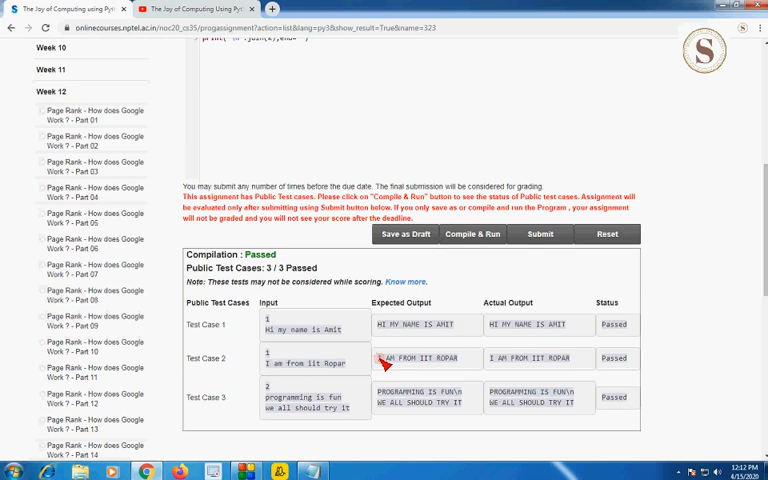 The Joy of Computing using Pyt
The Joy of Computing Using Pyth
onlinecourses.nptel.ac.in/noc20_cs35/progassignment?action=list&lang=py3&show_result=True&name=323
Week 10
Week 11
Week 12
Page Rank - How does Google
Work ? - Part 01
Page Rank - How does Google
Work ? - Part 02
Page Rank - How does Google
Work ? - Part 03
Page Rank - How does Google
Work ? - Part 04
Page Rank - How does Google
Work ? - Part 05
Page Rank - How does Google
Work ? - Part 06
Page Rank - How does Google
Work ? - Part 07
Page Rank - How does Google
Work ? - Part 08
Page Rank - How does Google
Work ? - Part 09
Page Rank - How does Google
Work ? - Part 10
Page Rank - How does Google
Work ? - Part 11
Page Rank - How does Google
Work ? - Part 12
Page Rank - How does Google
Work ? - Part 13
Page Rank - How does Google
Work ? - Part 14
S
You may submit any number of times before the due date. The final submission will be considered for grading.
This assignment has Public Test cases. Please click on "Compile & Run" button to see the status of Public test cases. Assignment will
be evaluated only after submitting using Submit button below. If you only save as or compile and run the Program , your assignment
will not be graded and you will not see your score after the deadline.
Save as Draft Compile & Run Submit Reset
Compilation : Passed
Public Test Cases: 3 / 3 Passed
Note: These tests may not be considered while scoring. Know more.
Public Test Cases Input Expected Output Actual Output Status
Test Case 1
1
Hi my name is Amit
HI MY NAME IS AMIT
HI MY NAME IS AMIT
Passed
Test Case 2
1
I am from iit Ropar
I AM FROM IIT ROPAR
I AM FROM IIT ROPAR
Passed
Test Case 3
2
programming is fun
we all should try it
PROGRAMMING IS FUN\n
WE ALL SHOULD TRY IT
PROGRAMMING IS FUN\n
WE ALL SHOULD TRY IT
Passed
12:12 PM
4/15/2020